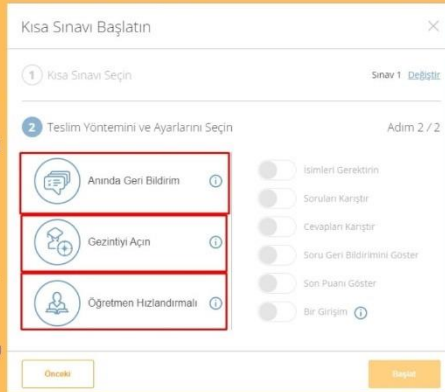 Kısa Sınavı Başlatın
1 Kısa Sınavı Seçin
Sınav 1 Değiştir
2 Teslim Yöntemini ve Ayarlarını Seçin
Adım 2 / 2
Anında Geri Bildirim
Gezintiyi Açın
Öğretmen Hızlandırmalı
İsimleri Gerektirin
Soruları Karıştır
Cevapları Karıştır
Soru Geri Bildirimini Göster
Son Puanı Göster
Bir Girişim
Önceki
Başlat